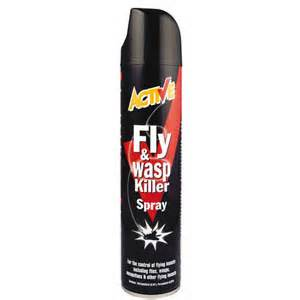 ACTIVE
Fly
& Wasp
Killer
Spray
For the control of flying insects
including flies, wasps,
mosquitoes & other flying insects